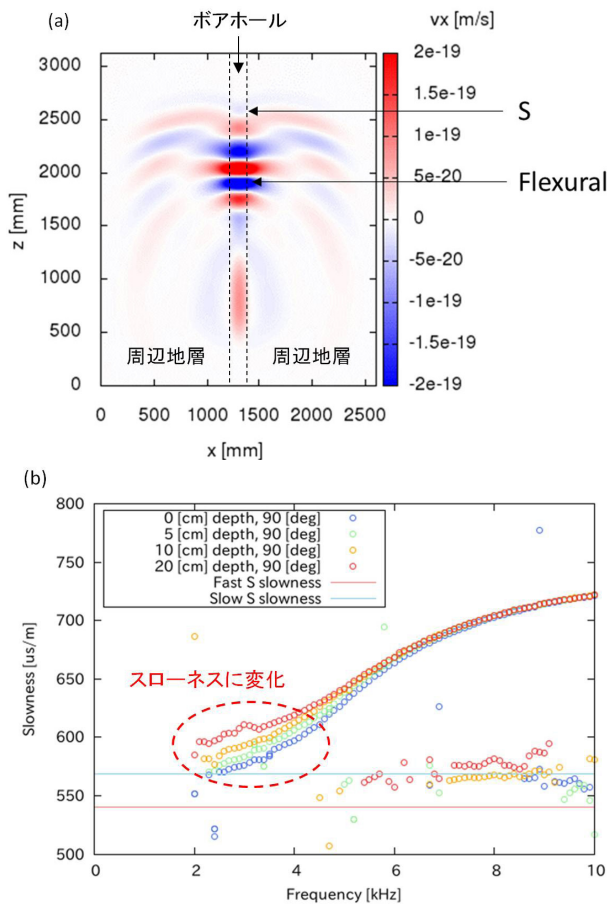 (a)
ボアホール
vx [m/s]
3000
2500
2000
1500
1000
500
0
z [mm]
2e-19
1.5e-19
1e-19
5e-20
0
-5e-20
-1e-19
-1.5e-19
-2e-19
S
Flexural
周辺地層
周辺地層
0
500
1000
1500
2000
2500
x [mm]
(b)
800
750
700
650
600
550
500
Slowness [us/m]
0 [cm] depth, 90 [deg]
5 [cm] depth, 90 [deg]
10 [cm] depth, 90 [deg]
20 [cm] depth, 90 [deg]
Fast S slowness
Slow S slowness
スローネスに変化
0
2
4
6
8
10
Frequency [kHz]